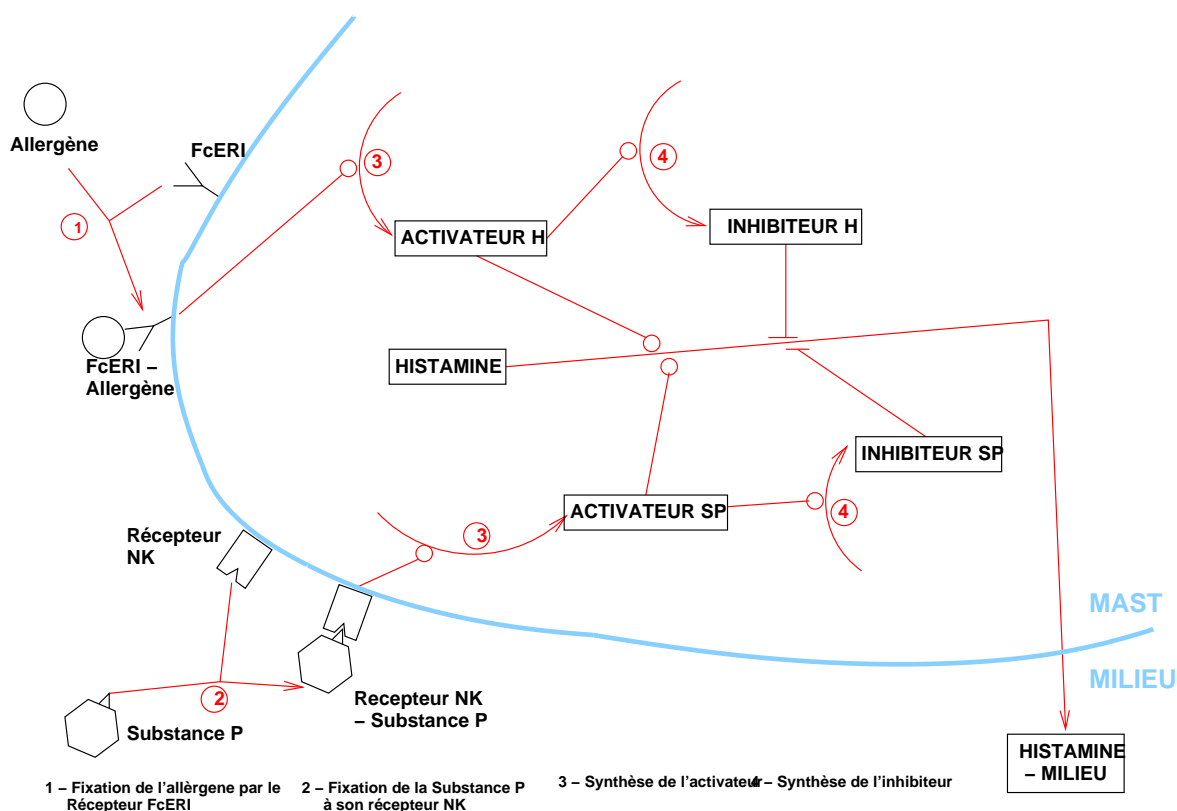 Allergène
FcERI
3
4
1
ACTIVATEUR H
INHIBITEUR H
FcERI –
Allergène
HISTAMINE
INHIBITEUR SP
ACTIVATEUR SP
3
4
Récepteur
NK
MAST
MILIEU
2
Recepteur NK
– Substance P
Substance P
HISTAMINE
– MILIEU
1 – Fixation de l'allèrgene par le
Récepteur FcERI
2 – Fixation de la Substance P
à son récepteur NK
3 – Synthèse de l'activateur
4 – Synthèse de l'inhibiteur